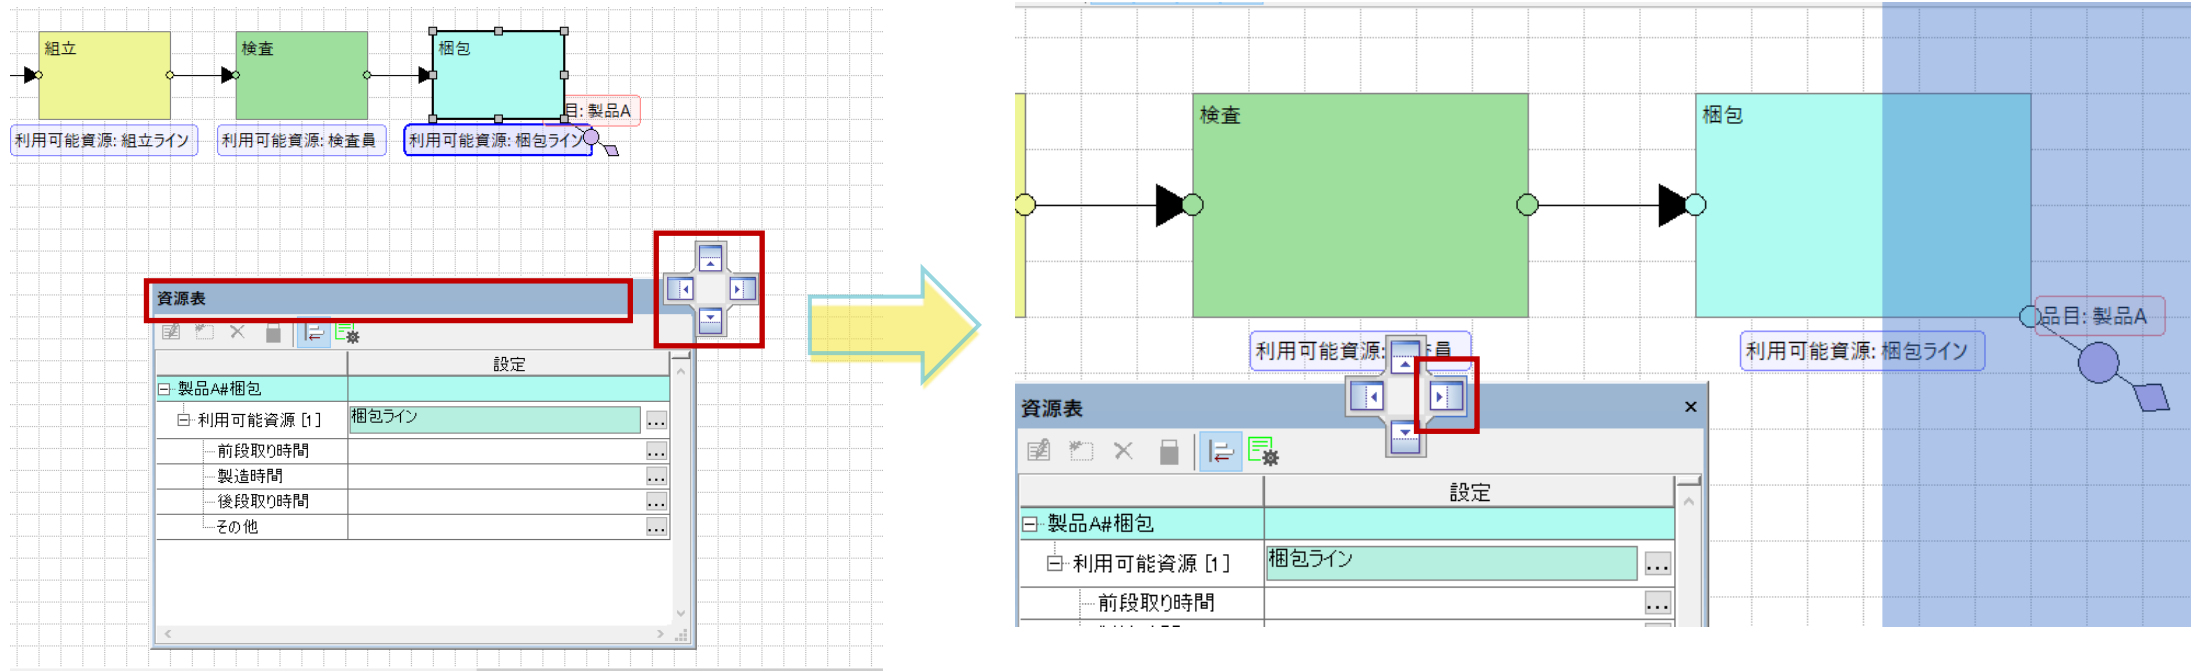 組立
検査
梱包
目: 製品A
利用可能資源: 組立ライン
利用可能資源: 検査員
利用可能資源: 梱包ライン
資源表
設定
製品A#梱包
利用可能資源 [1]
梱包ライン
...
前段取り時間
...
製造時間
...
後段取り時間
...
その他
...
検査
梱包
品目: 製品A
利用可能資源:
員
利用可能資源: 梱包ライン
資源表
設定
製品A#梱包
利用可能資源 [1]
梱包ライン
...
前段取り時間
...